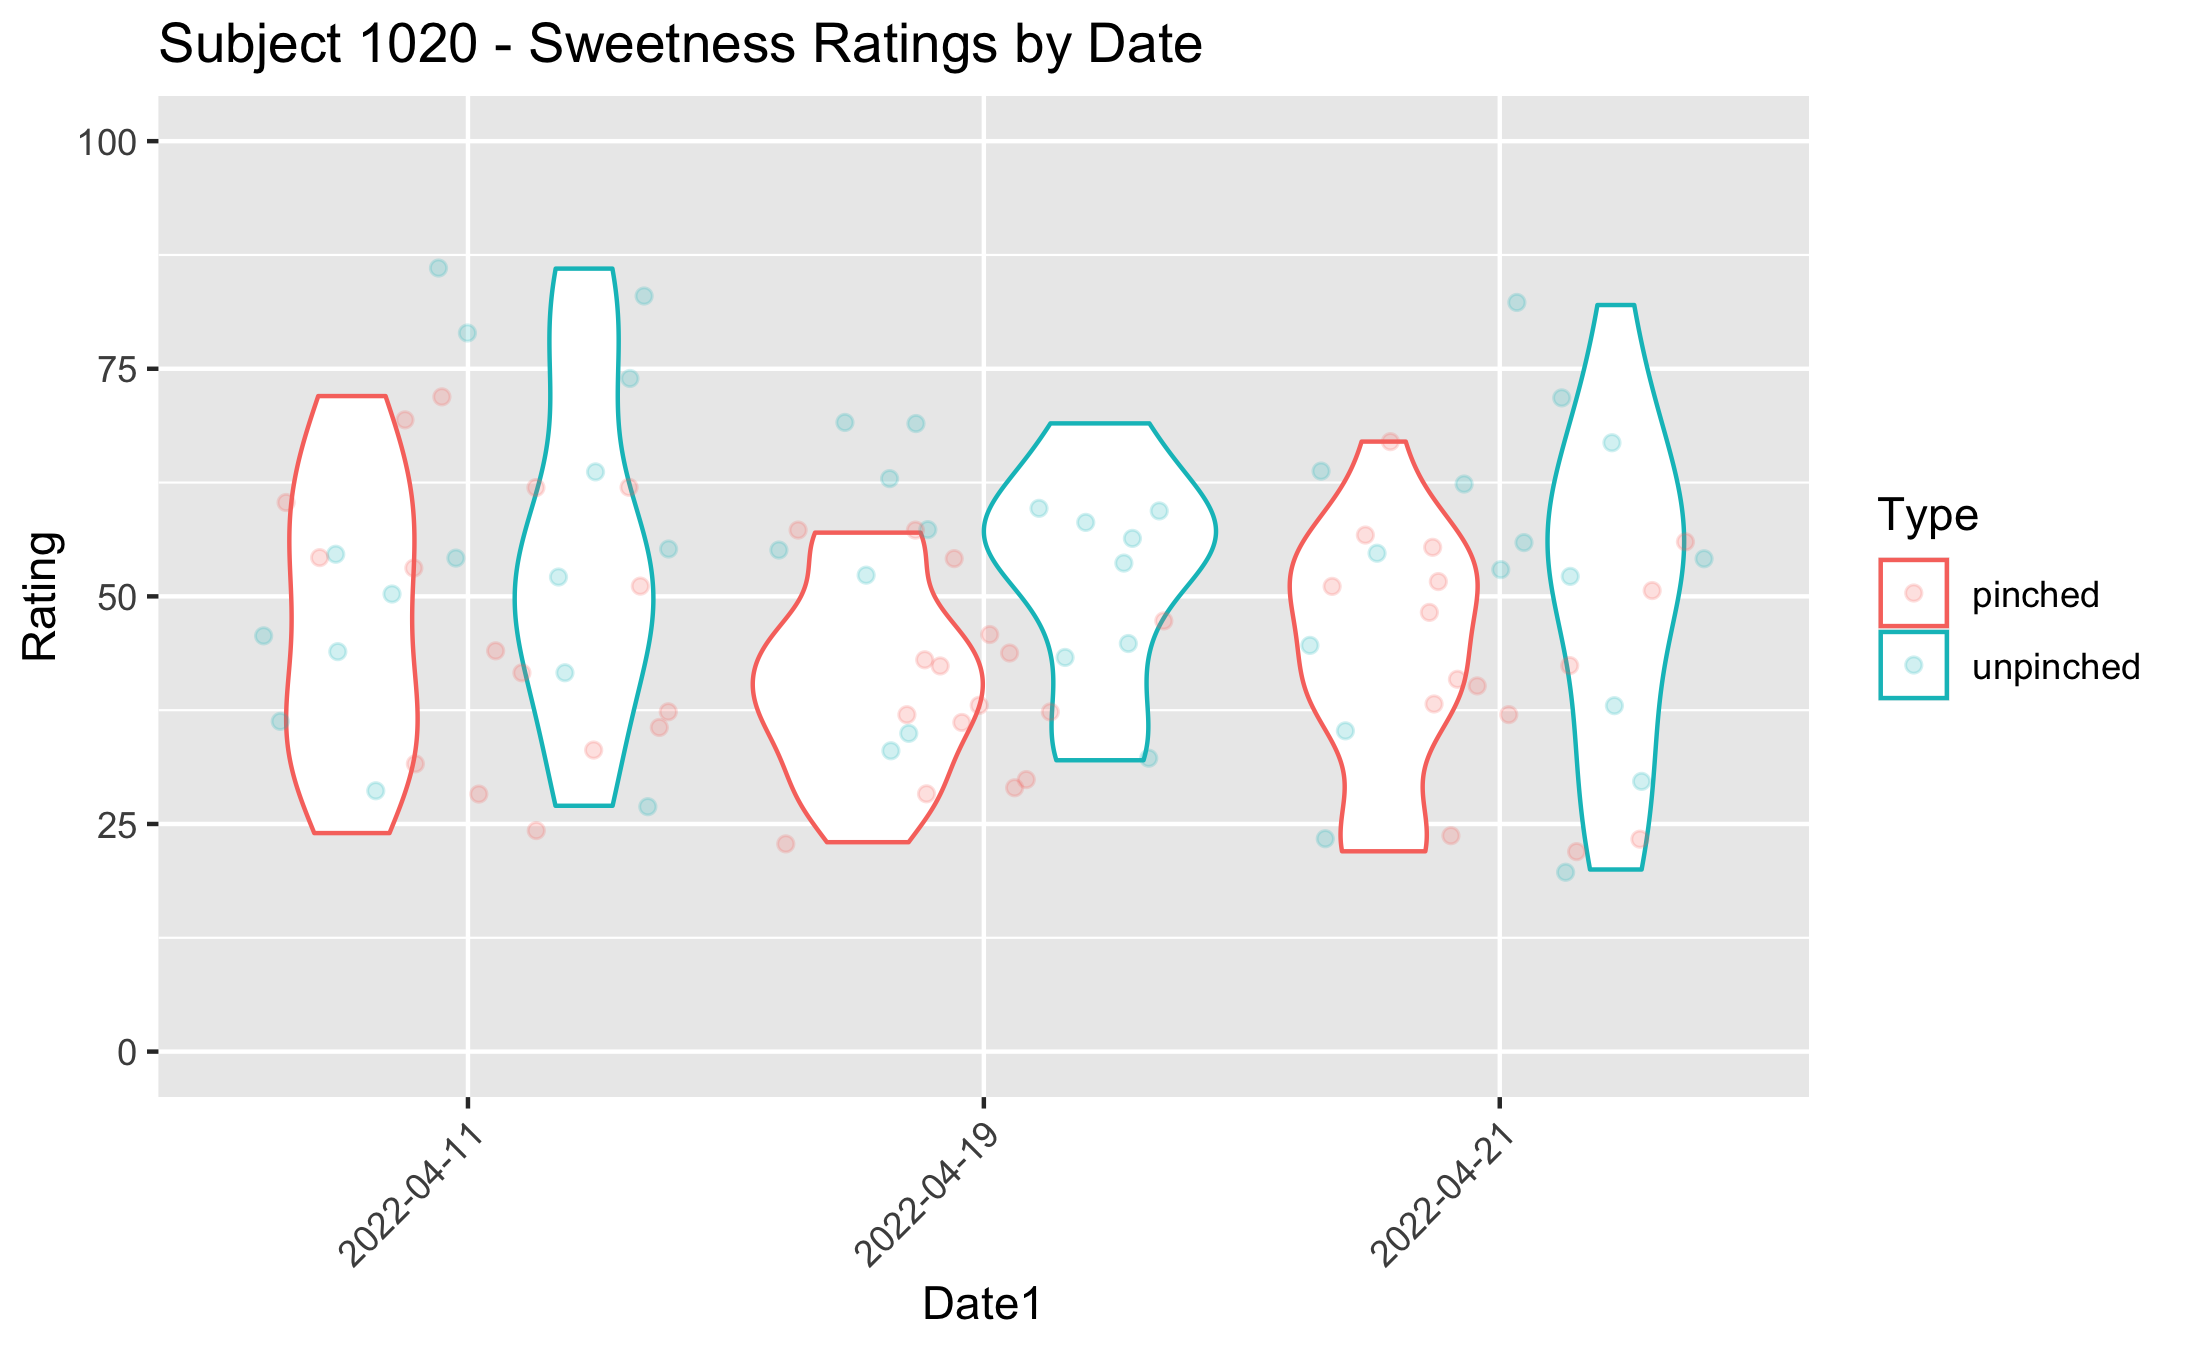 Subject 1020 - Sweetness Ratings by Date
100
75
50
25
0
Rating
2022-04-11
2022-04-19
2022-04-21
Date1
Type
pinched
unpinched